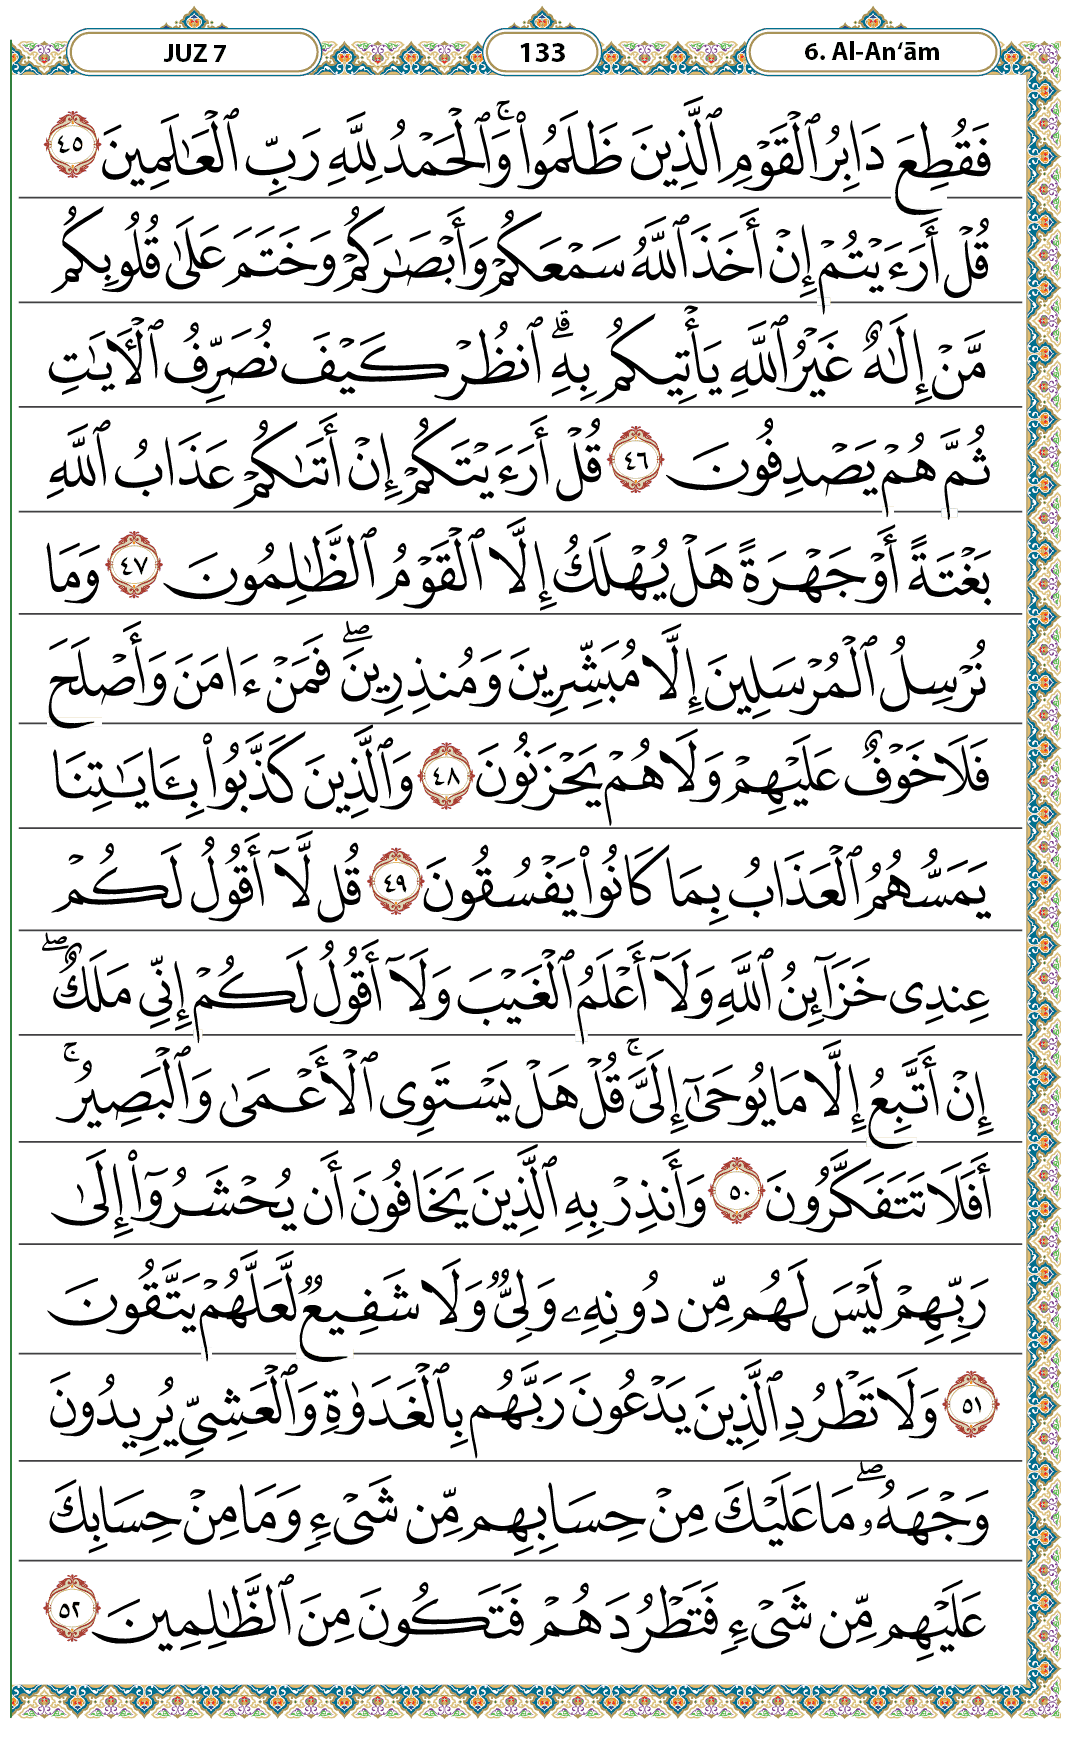 JUZ 7 133 6. Al-An‘ām
فَقُطِعَ دَابِرُ ٱلْقَوْمِ ٱلَّذِينَ ظَلَمُوا۟ ۚ وَٱلْحَمْدُ لِلَّهِ رَبِّ ٱلْعَـٰلَمِينَ ٤٥
قُلْ أَرَءَيْتُمْ إِنْ أَخَذَ ٱللَّهُ سَمْعَكُمْ وَأَبْصَـٰرَكُمْ وَخَتَمَ عَلَىٰ قُلُوبِكُم
مَّنْ إِلَـٰهٌ غَيْرُ ٱللَّهِ يَأْتِيكُم بِهِ ۗ ٱنظُرْ كَيْفَ نُصَرِّفُ ٱلْـَٔايَـٰتِ
ثُمَّ هُمْ يَصْدِفُونَ ٤٦ قُلْ أَرَءَيْتَكُمْ إِنْ أَتَىٰكُمْ عَذَابُ ٱللَّهِ
بَغْتَةً أَوْ جَهْرَةً هَلْ يُهْلَكُ إِلَّا ٱلْقَوْمُ ٱلظَّـٰلِمُونَ ٤٧ وَمَا
نُرْسِلُ ٱلْمُرْسَلِينَ إِلَّا مُبَشِّرِينَ وَمُنذِرِينَ ۖ فَمَنْ ءَامَنَ وَأَصْلَحَ
فَلَا خَوْفٌ عَلَيْهِمْ وَلَا هُمْ يَحْزَنُونَ ٤٨ وَٱلَّذِينَ كَذَّبُوا۟ بِـَٔايَـٰتِنَا
يَمَسُّهُمُ ٱلْعَذَابُ بِمَا كَانُوا۟ يَفْسُقُونَ ٤٩ قُل لَّآ أَقُولُ لَكُمْ
عِندِى خَزَآئِنُ ٱللَّهِ وَلَآ أَعْلَمُ ٱلْغَيْبَ وَلَآ أَقُولُ لَكُمْ إِنِّى مَلَكٌ ۖ
إِنْ أَتَّبِعُ إِلَّا مَا يُوحَىٰٓ إِلَىَّ ۚ قُلْ هَلْ يَسْتَوِى ٱلْأَعْمَىٰ وَٱلْبَصِيرُ ۚ
أَفَلَا تَتَفَكَّرُونَ ٥٠ وَأَنذِرْ بِهِ ٱلَّذِينَ يَخَافُونَ أَن يُحْشَرُوٓا۟ إِلَىٰ
رَبِّهِمْ لَيْسَ لَهُم مِّن دُونِهِۦ وَلِىٌّ وَلَا شَفِيعٌ لَّعَلَّهُمْ يَتَّقُونَ
٥١ وَلَا تَطْرُدِ ٱلَّذِينَ يَدْعُونَ رَبَّهُم بِٱلْغَدَوٰةِ وَٱلْعَشِىِّ يُرِيدُونَ
وَجْهَهُۥ ۖ مَا عَلَيْكَ مِنْ حِسَابِهِم مِّن شَىْءٍ وَمَا مِنْ حِسَابِكَ
عَلَيْهِم مِّن شَىْءٍ فَتَطْرُدَهُمْ فَتَكُونَ مِنَ ٱلظَّـٰلِمِينَ ٥٢